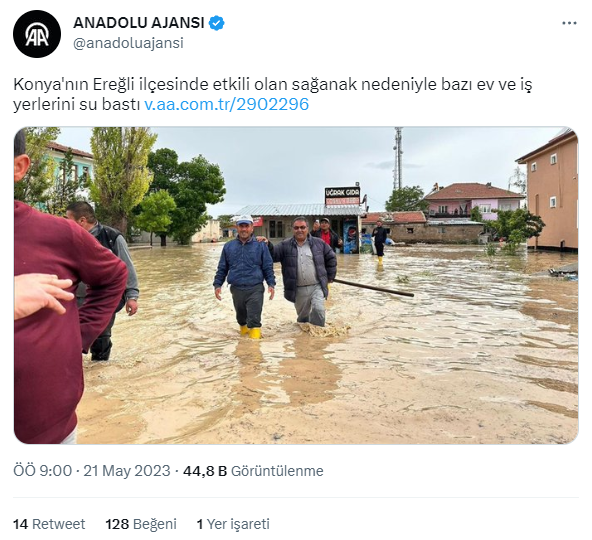 ANADOLU AJANSI
AA
@anadoluajansi
Konya'nın Ereğli ilçesinde etkili olan sağanak nedeniyle bazı ev ve iş
yerlerini su bastı v.aa.com.tr/2902296
UĞRAK GIDA
ÖÖ 9:00 · 21 May 2023 · 44,8 B Görüntülenme
14 Retweet 128 Beğeni 1 Yer işareti